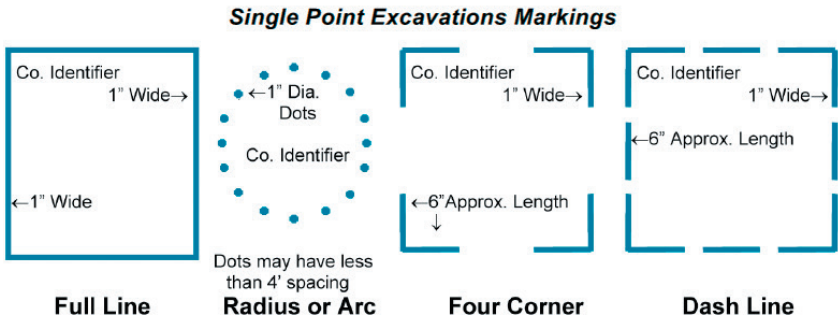 Single Point Excavations Markings
Co. Identifier
1" Wide→
←1" Wide
Full Line
←1" Dia.
Dots
Co. Identifier
Dots may have less
than 4' spacing
Radius or Arc
Co. Identifier
1" Wide→
←6"Approx. Length
↓
Four Corner
Co. Identifier
1" Wide→
←6" Approx. Length
Dash Line